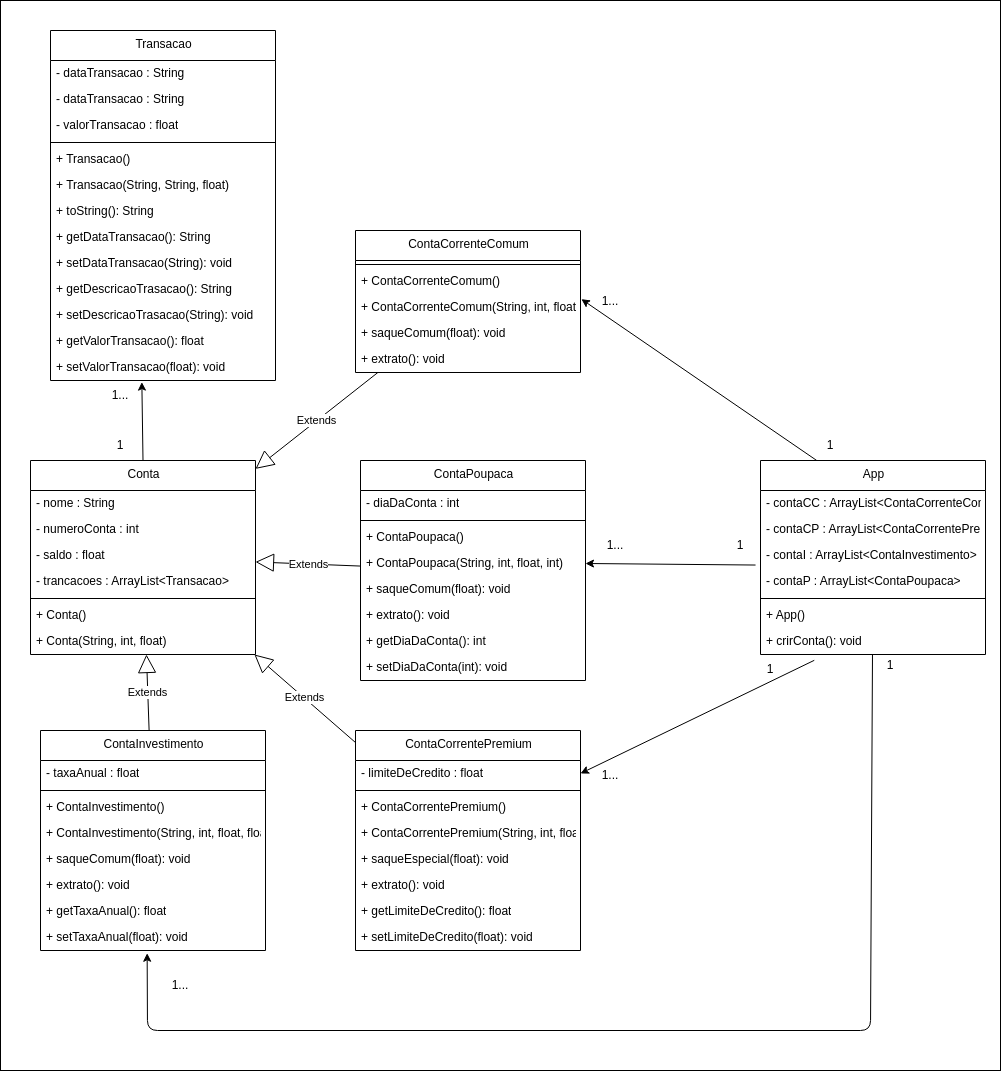 Transacao
- dataTransacao : String
- dataTransacao : String
- valorTransacao : float
+ Transacao()
+ Transacao(String, String, float)
+ toString(): String
+ getDataTransacao(): String
+ setDataTransacao(String): void
+ getDescricaoTrasacao(): String
+ setDescricaoTrasacao(String): void
+ getValorTransacao(): float
+ setValorTransacao(float): void
1...
1
ContaCorrenteComum
+ ContaCorrenteComum()
+ ContaCorrenteComum(String, int, float
+ saqueComum(float): void
+ extrato(): void
1...
1
Extends
Conta
- nome : String
- numeroConta : int
- saldo : float
- trancacoes : ArrayList<Transacao>
+ Conta()
+ Conta(String, int, float)
Extends
ContaPoupaca
- diaDaConta : int
+ ContaPoupaca()
+ ContaPoupaca(String, int, float, int)
+ saqueComum(float): void
+ extrato(): void
+ getDiaDaConta(): int
+ setDiaDaConta(int): void
1...
1
App
- contaCC : ArrayList<ContaCorrenteCor
- contaCP : ArrayList<ContaCorrentePre
- contaI : ArrayList<ContaInvestimento>
- contaP : ArrayList<ContaPoupaca>
+ App()
+ crirConta(): void
1
1
Extends
Extends
ContaInvestimento
- taxaAnual : float
+ ContaInvestimento()
+ ContaInvestimento(String, int, float, floa
+ saqueComum(float): void
+ extrato(): void
+ getTaxaAnual(): float
+ setTaxaAnual(float): void
1...
ContaCorrentePremium
- limiteDeCredito : float
+ ContaCorrentePremium()
+ ContaCorrentePremium(String, int, floa
+ saqueEspecial(float): void
+ extrato(): void
+ getLimiteDeCredito(): float
+ setLimiteDeCredito(float): void
1...